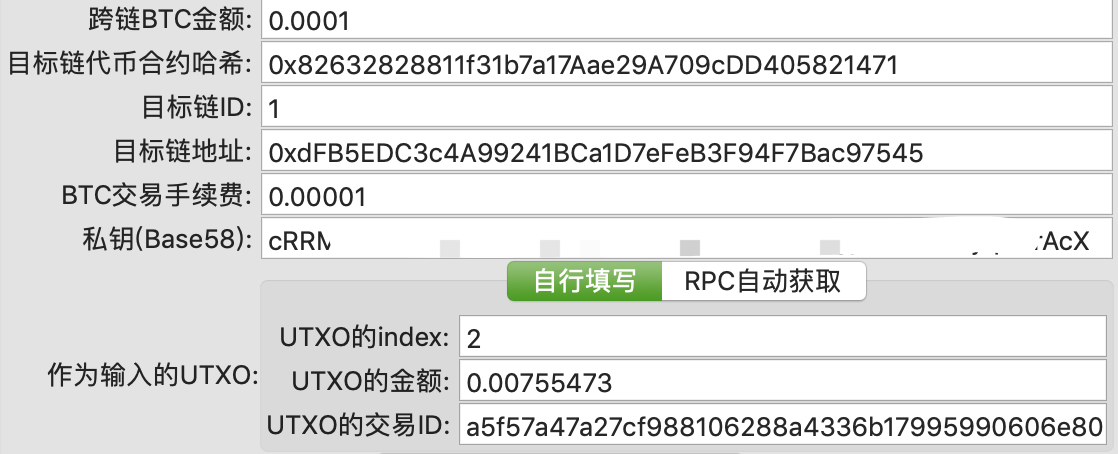 跨链BTC金额: 0.0001
目标链代币合约哈希: 0x82632828811f31b7a17Aae29A709cDD405821471
目标链ID: 1
目标链地址: 0xdFB5EDC3c4A99241BCa1D7eFeB3F94F7Bac97545
BTC交易手续费: 0.00001
私钥(Base58): cRRM AcX
自行填写 RPC自动获取
UTXO的index: 2
作为输入的UTXO:
UTXO的金额: 0.00755473
UTXO的交易ID: a5f57a47a27cf988106288a4336b17995990606e80